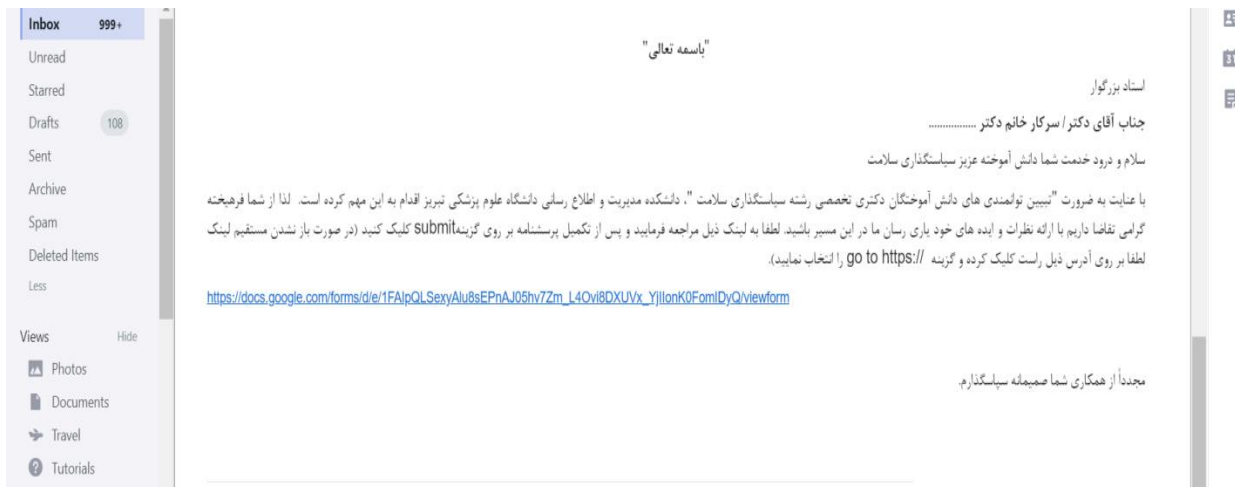 Inbox 999+
Unread
Starred
Drafts 108
Sent
Archive
Spam
Deleted Items
Less
Views Hide
Photos
Documents
Travel
Tutorials
"باسمه تعالی"
استاد بزرگوار
جناب آقای دکتر/ سرکار خانم دکتر .................
سلام و درود خدمت شما دانش آموخته عزیز سیاستگذاری سلامت
با عنایت به ضرورت "تبیین توانمندی های دانش آموختگان دکتری تخصصی رشته سیاستگذاری سلامت "، دانشکده مدیریت و اطلاع رسانی دانشگاه علوم پزشکی تبریز اقدام به این مهم کرده است. لذا از شما فرهیخته
گرامی تقاضا داریم با ارائه نظرات و ایده های خود یاری رسان ما در این مسیر باشید. لطفا به لینک ذیل مراجعه فرمایید و پس از تکمیل پرسشنامه بر روی گزینهsubmit کلیک کنید (در صورت باز نشدن مستقیم لینک
لطفا بر روی آدرس ذیل راست کلیک کرده و گزینه go to https:// را انتخاب نمایید).
https://docs.google.com/forms/d/e/1FAIpQLSexyAlu8sEPnAJ05hv7Zm_L4Ovi8DXUVx_YjIIonK0FomIDyQ/viewform
مجدداً از همکاری شما صمیمانه سپاسگذارم.
31